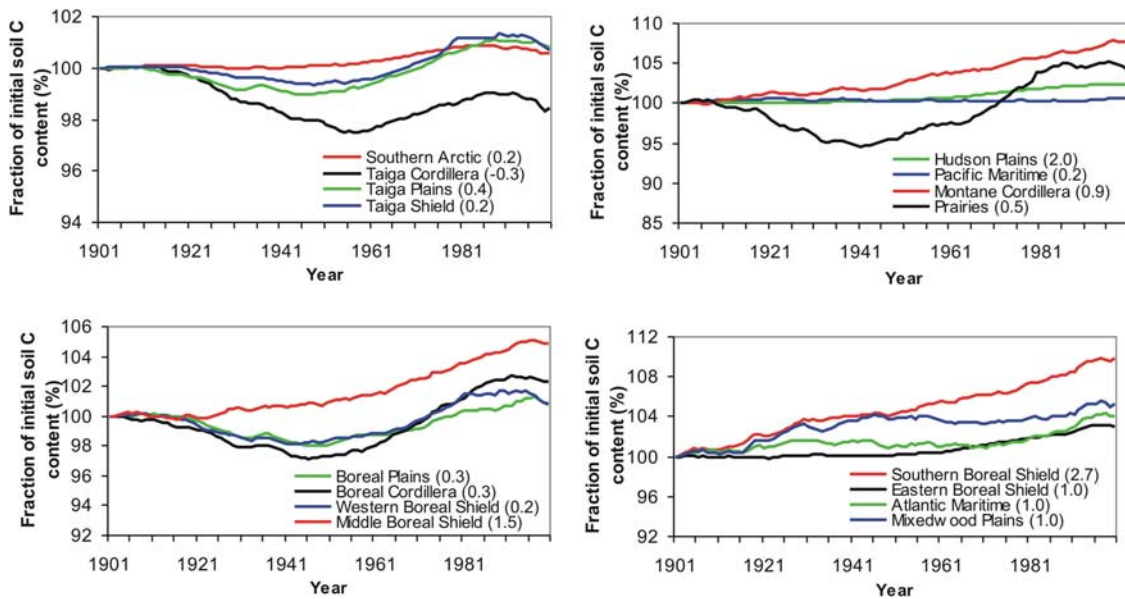 Fraction of initial soil C
content (%)
102
100
98
96
94
1901
1921
1941
1961
1981
Year
Southern Arctic (0.2)
Taiga Cordillera (-0.3)
Taiga Plains (0.4)
Taiga Shield (0.2)
Fraction of initial soil C
content (%)
110
105
100
95
90
85
1901
1921
1941
1961
1981
Year
Hudson Plains (2.0)
Pacific Maritime (0.2)
Montane Cordillera (0.9)
Prairies (0.5)
Fraction of initial soil C
content (%)
106
104
102
100
98
96
94
92
1901
1921
1941
1961
1981
Year
Boreal Plains (0.3)
Boreal Cordillera (0.3)
Western Boreal Shield (0.2)
Middle Boreal Shield (1.5)
Fraction of initial soil C
content (%)
112
108
104
100
96
92
1901
1921
1941
1961
1981
Year
Southern Boreal Shield (2.7)
Eastern Boreal Shield (1.0)
Atlantic Maritime (1.0)
Mixedwood Plains (1.0)